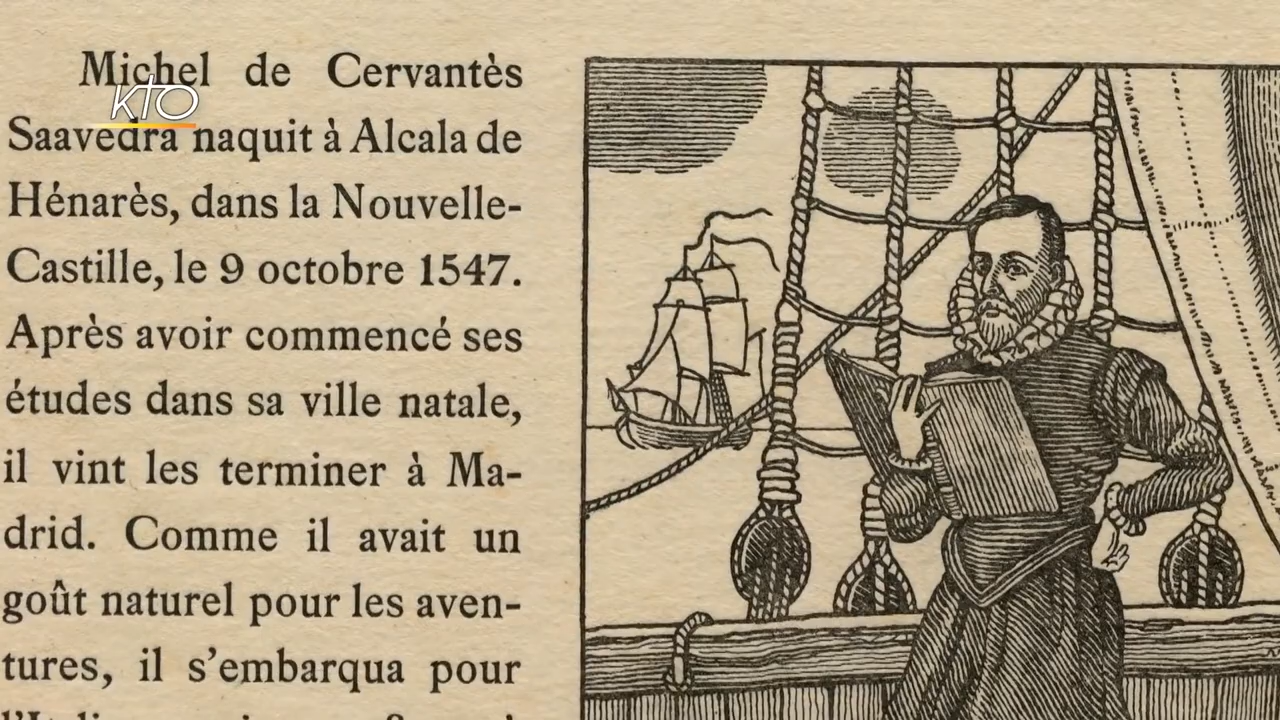 Michel de Cervantès
kto
Saavedra naquit à Alcala de
Hénarès, dans la Nouvelle-
Castille, le 9 octobre 1547.
Après avoir commencé ses
études dans sa ville natale,
il vint les terminer à Ma-
drid. Comme il avait un
goût naturel pour les aven-
tures, il s'embarqua pour